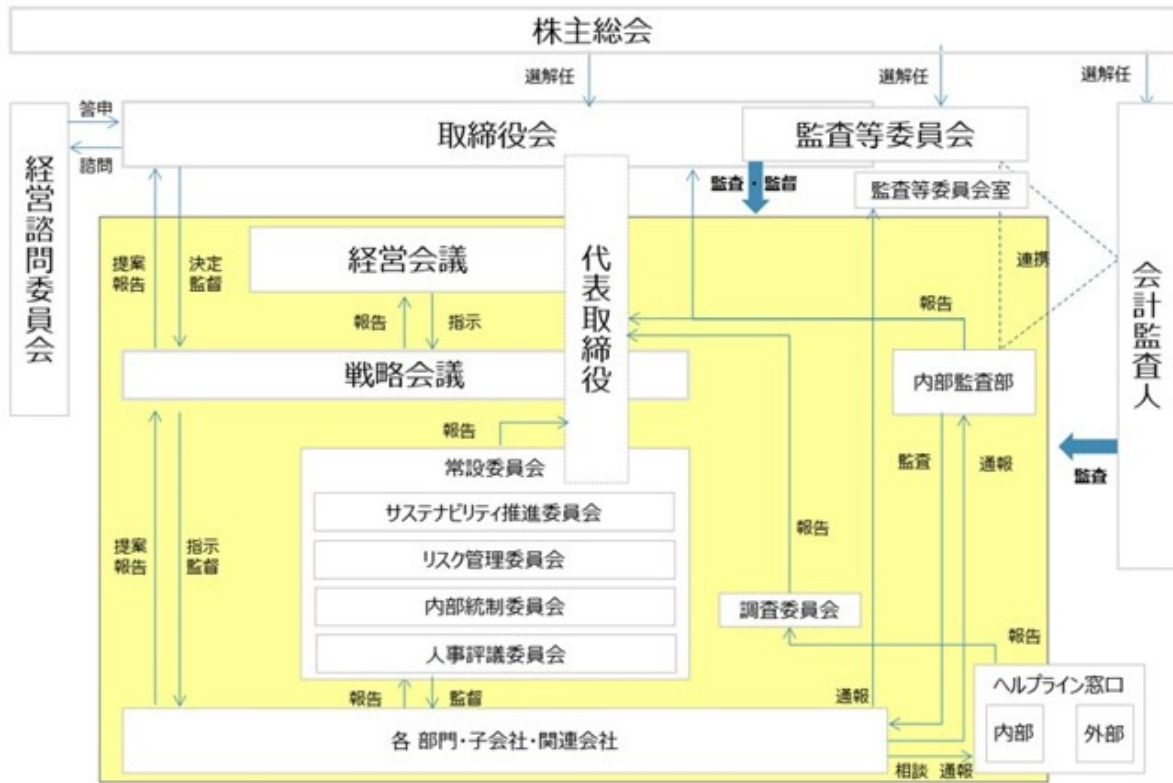 株主総会
選解任
選解任
選解任
答申
諮問
取締役会
監査等委員会
経営諮問委員会
監査・監督
監査等委員会室
代表取締役
会計監査人
経営会議
提案
報告
決定
監督
連携
報告
報告
指示
戦略会議
内部監査部
報告
常設委員会
監査
通報
監査
サステナビリティ推進委員会
報告
提案
報告
指示
監督
リスク管理委員会
内部統制委員会
調査委員会
人事評議委員会
報告
報告
監督
通報
ヘルプライン窓口
内部
外部
各 部門・子会社・関連会社
相談 通報